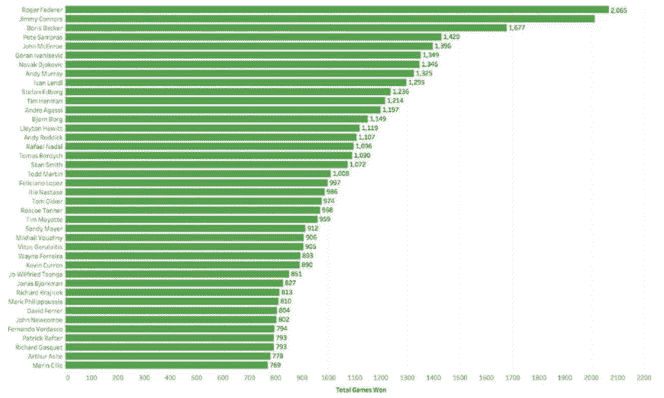 Roger Federer 2,065
Jimmy Connors
Boris Becker 1,677
Pete Sampras 1,429
John McEnroe 1,396
Goran Ivanisevic 1,349
Novak Djokovic 1,346
Andy Murray 1,325
Ivan Lendl 1,295
Stefan Edberg 1,236
Tim Henman 1,214
Andre Agassi 1,197
Bjorn Borg 1,149
Lleyton Hewitt 1,119
Andy Roddick 1,107
Rafael Nadal 1,096
Tomas Berdych 1,090
Stan Smith 1,072
Todd Martin 1,008
Feliciano Lopez 997
Ilie Nastase 986
Tom Okker 974
Roscoe Tanner 968
Tim Mayotte 959
Sandy Mayer 912
Mikhail Youzhny 906
Vitas Gerulaitis 905
Wayne Ferreira 893
Kevin Curren 890
Jo-Wilfried Tsonga 851
Jonas Bjorkman 827
Richard Krajicek 813
Mark Philippoussis 810
David Ferrer 804
John Newcombe 802
Fernando Verdasco 794
Patrick Rafter 793
Richard Gasquet 793
Arthur Ashe 778
Marin Cilic 769
0 100 200 300 400 500 600 700 800 900 1000 1100 1200 1300 1400 1500 1600 1700 1800 1900 2000 2100 2200
Total Games Won